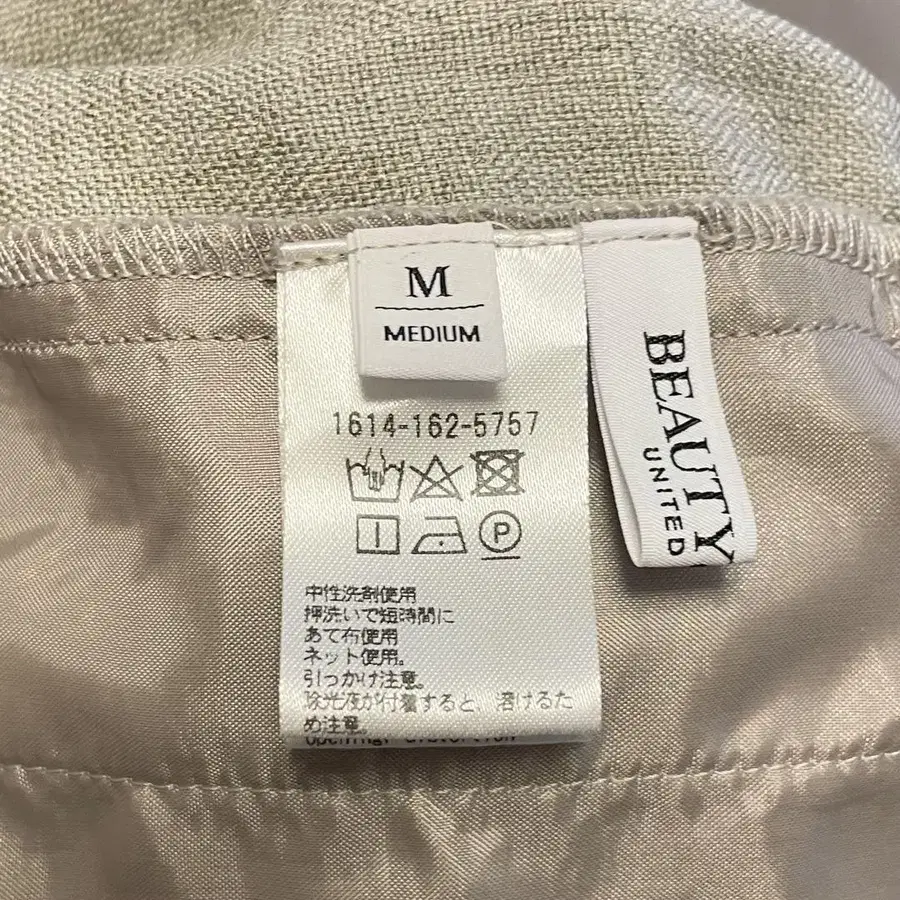 M
MEDIUM
1614-162-5757
P
中性洗剤使用
押洗いで短時間に
あて布使用
ネット使用。
引っかけ注意。
除光液が付着すると、溶けるた
め注意。
BEAUTY
UNITED